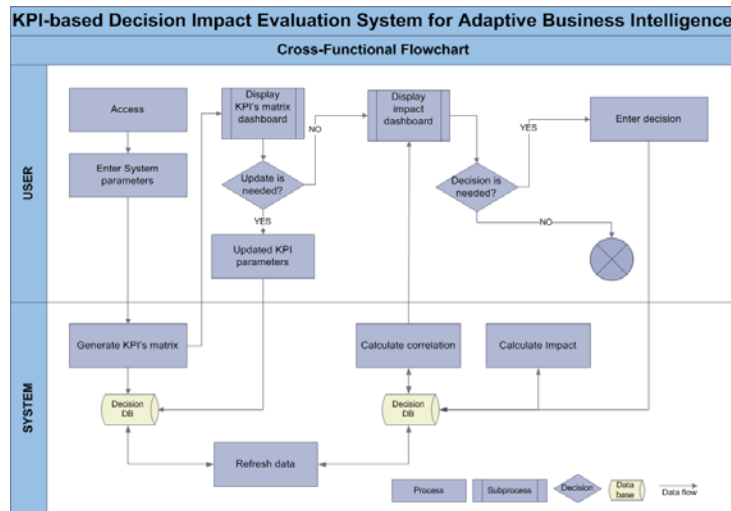 KPI-based Decision Impact Evaluation System for Adaptive Business Intelligence
Cross-Functional Flowchart
USER
Access
Enter System
parameters
Display
KPI's matrix
dashboard
NO
Update is
needed?
YES
Updated KPI
parameters
Display
impact
dashboard
Decision is
needed?
YES
Enter decision
NO
SYSTEM
Generate KPI's matrix
Decision
DB
Refresh data
Calculate correlation
Decision
DB
Calculate Impact
Process
Subprocess
Decision
Data
base
Data flow